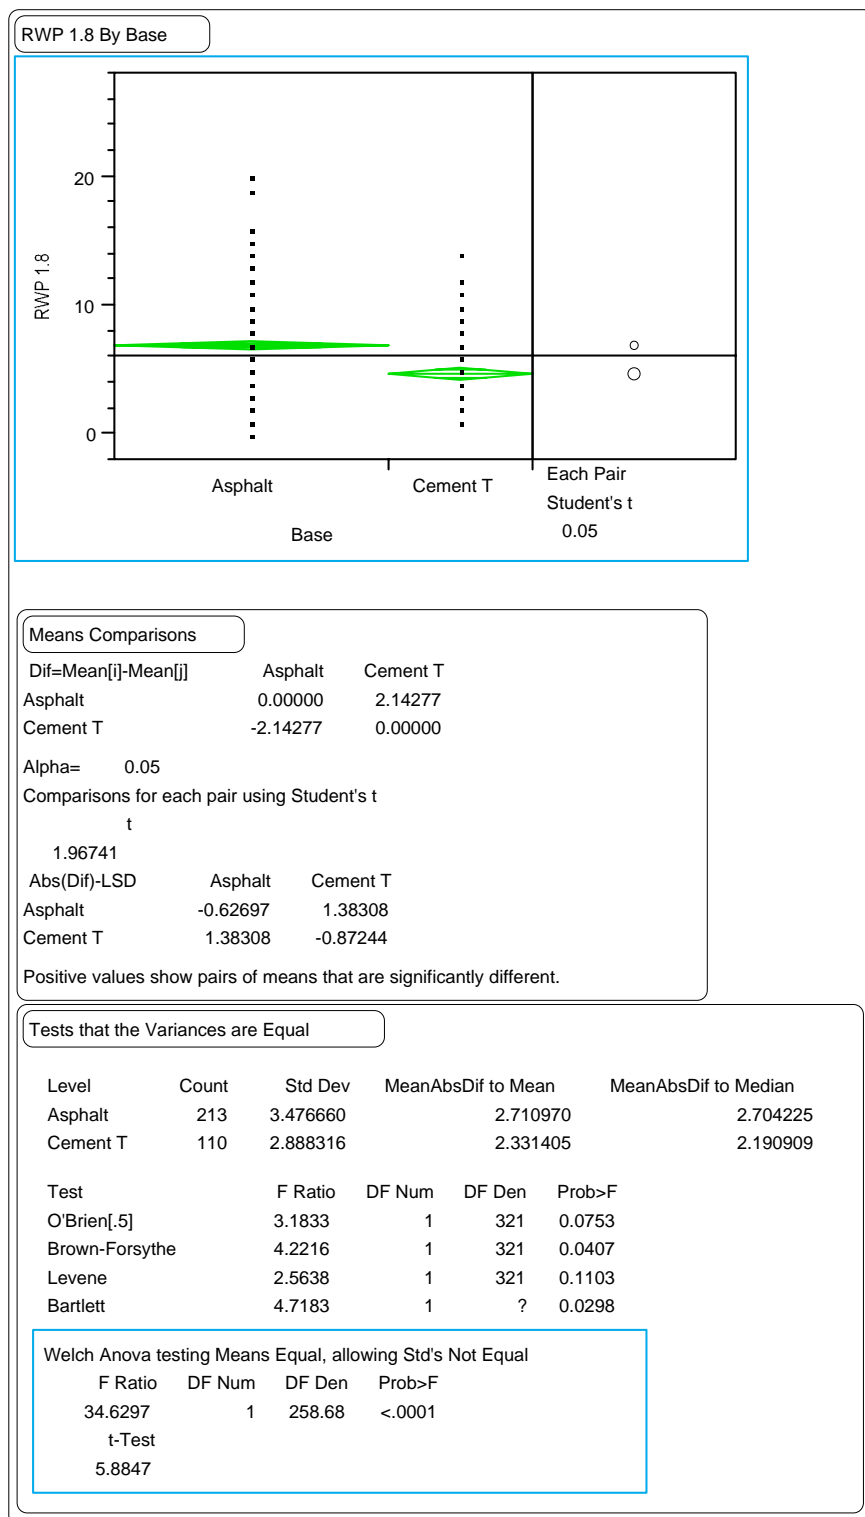 RWP 1.8 By Base
20
10
0
RWP 1.8
Asphalt Cement T Each Pair
Student's t
0.05
Base
Means Comparisons
Dif=Mean[i]-Mean[j] Asphalt Cement T
Asphalt 0.00000 2.14277
Cement T -2.14277 0.00000
Alpha= 0.05
Comparisons for each pair using Student's t
t
1.96741
Abs(Dif)-LSD Asphalt Cement T
Asphalt -0.62697 1.38308
Cement T 1.38308 -0.87244
Positive values show pairs of means that are significantly different.
Tests that the Variances are Equal
Level Count Std Dev MeanAbsDif to Mean MeanAbsDif to Median
Asphalt 213 3.476660 2.710970 2.704225
Cement T 110 2.888316 2.331405 2.190909
Test F Ratio DF Num DF Den Prob>F
O'Brien[.5] 3.1833 1 321 0.0753
Brown-Forsythe 4.2216 1 321 0.0407
Levene 2.5638 1 321 0.1103
Bartlett 4.7183 1 ? 0.0298
Welch Anova testing Means Equal, allowing Std's Not Equal
F Ratio DF Num DF Den Prob>F
34.6297 1 258.68 <.0001
t-Test
5.8847